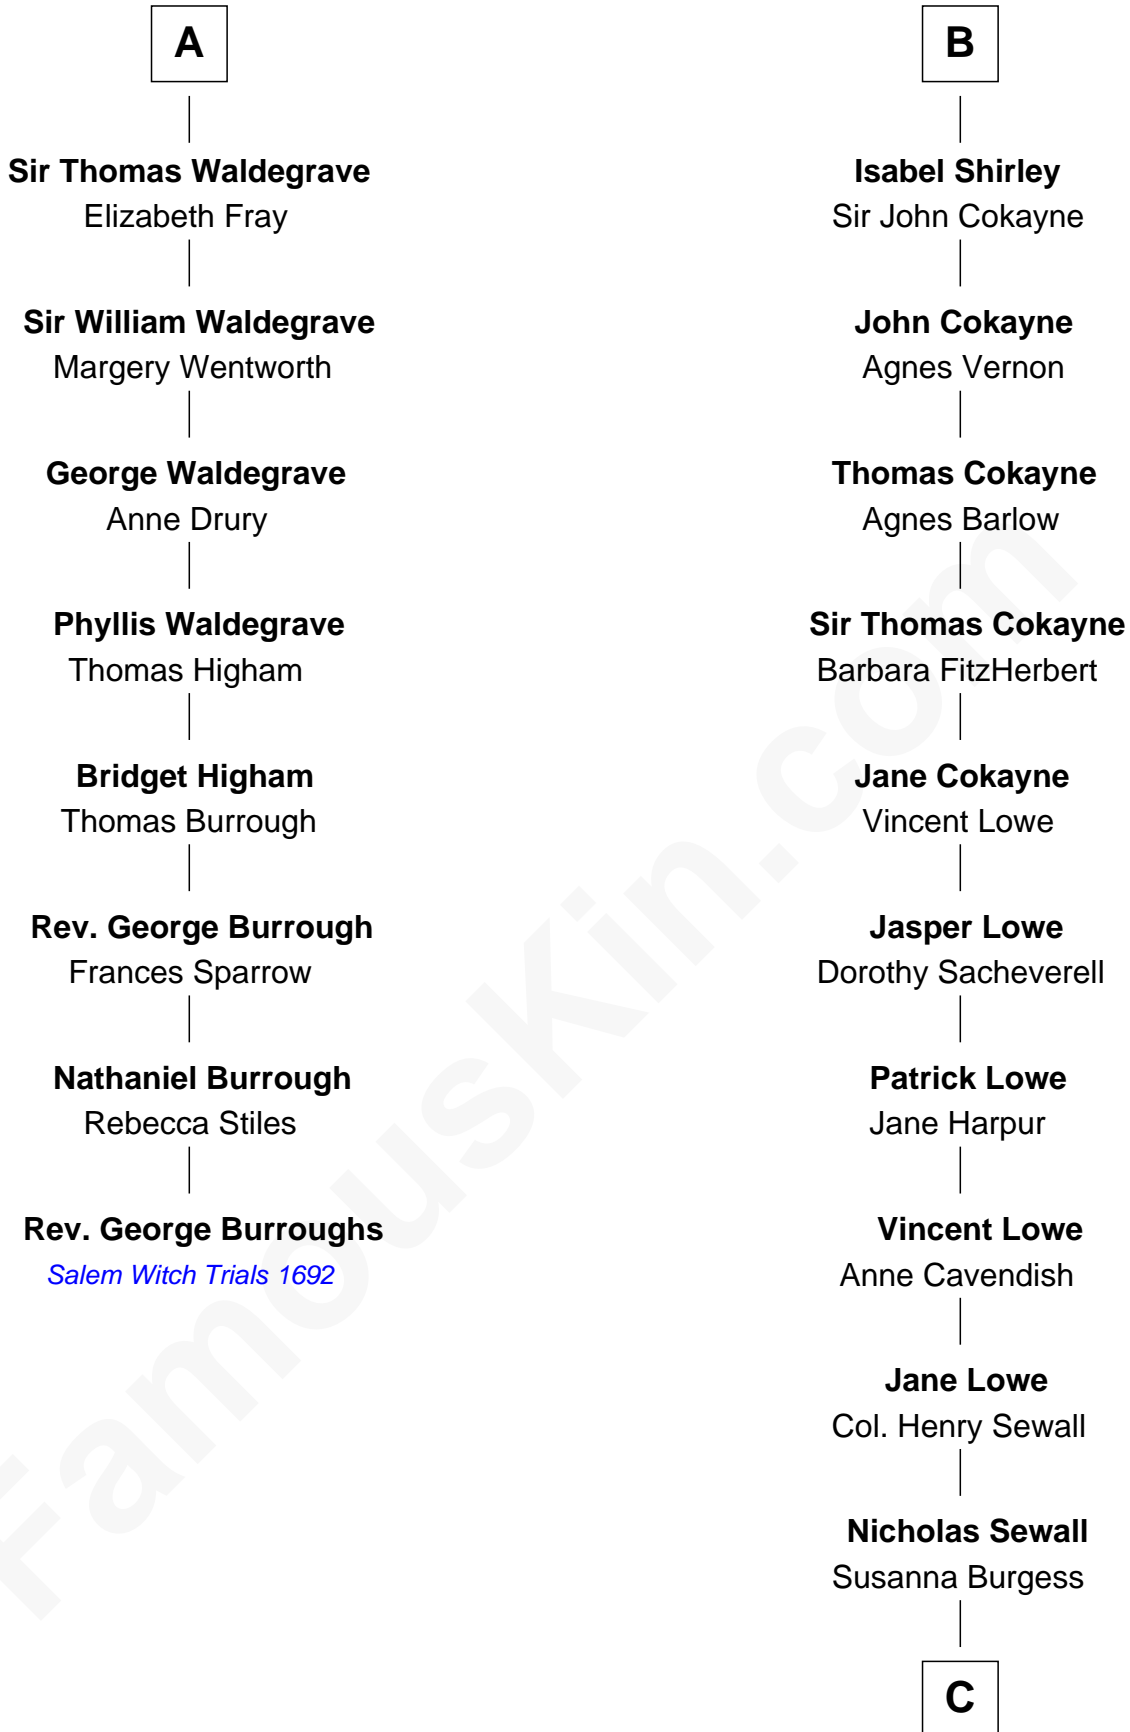 A
Sir Thomas Waldegrave
Elizabeth Fray
Sir William Waldegrave
Margery Wentworth
George Waldegrave
Anne Drury
Phyllis Waldegrave
Thomas Higham
Bridget Higham
Thomas Burrough
Rev. George Burrough
Frances Sparrow
Nathaniel Burrough
Rebecca Stiles
Rev. George Burroughs
Salem Witch Trials 1692
B
Isabel Shirley
Sir John Cokayne
John Cokayne
Agnes Vernon
Thomas Cokayne
Agnes Barlow
Sir Thomas Cokayne
Barbara FitzHerbert
Jane Cokayne
Vincent Lowe
Jasper Lowe
Dorothy Sacheverell
Patrick Lowe
Jane Harpur
Vincent Lowe
Anne Cavendish
Jane Lowe
Col. Henry Sewall
Nicholas Sewall
Susanna Burgess
C
FamousKin.com